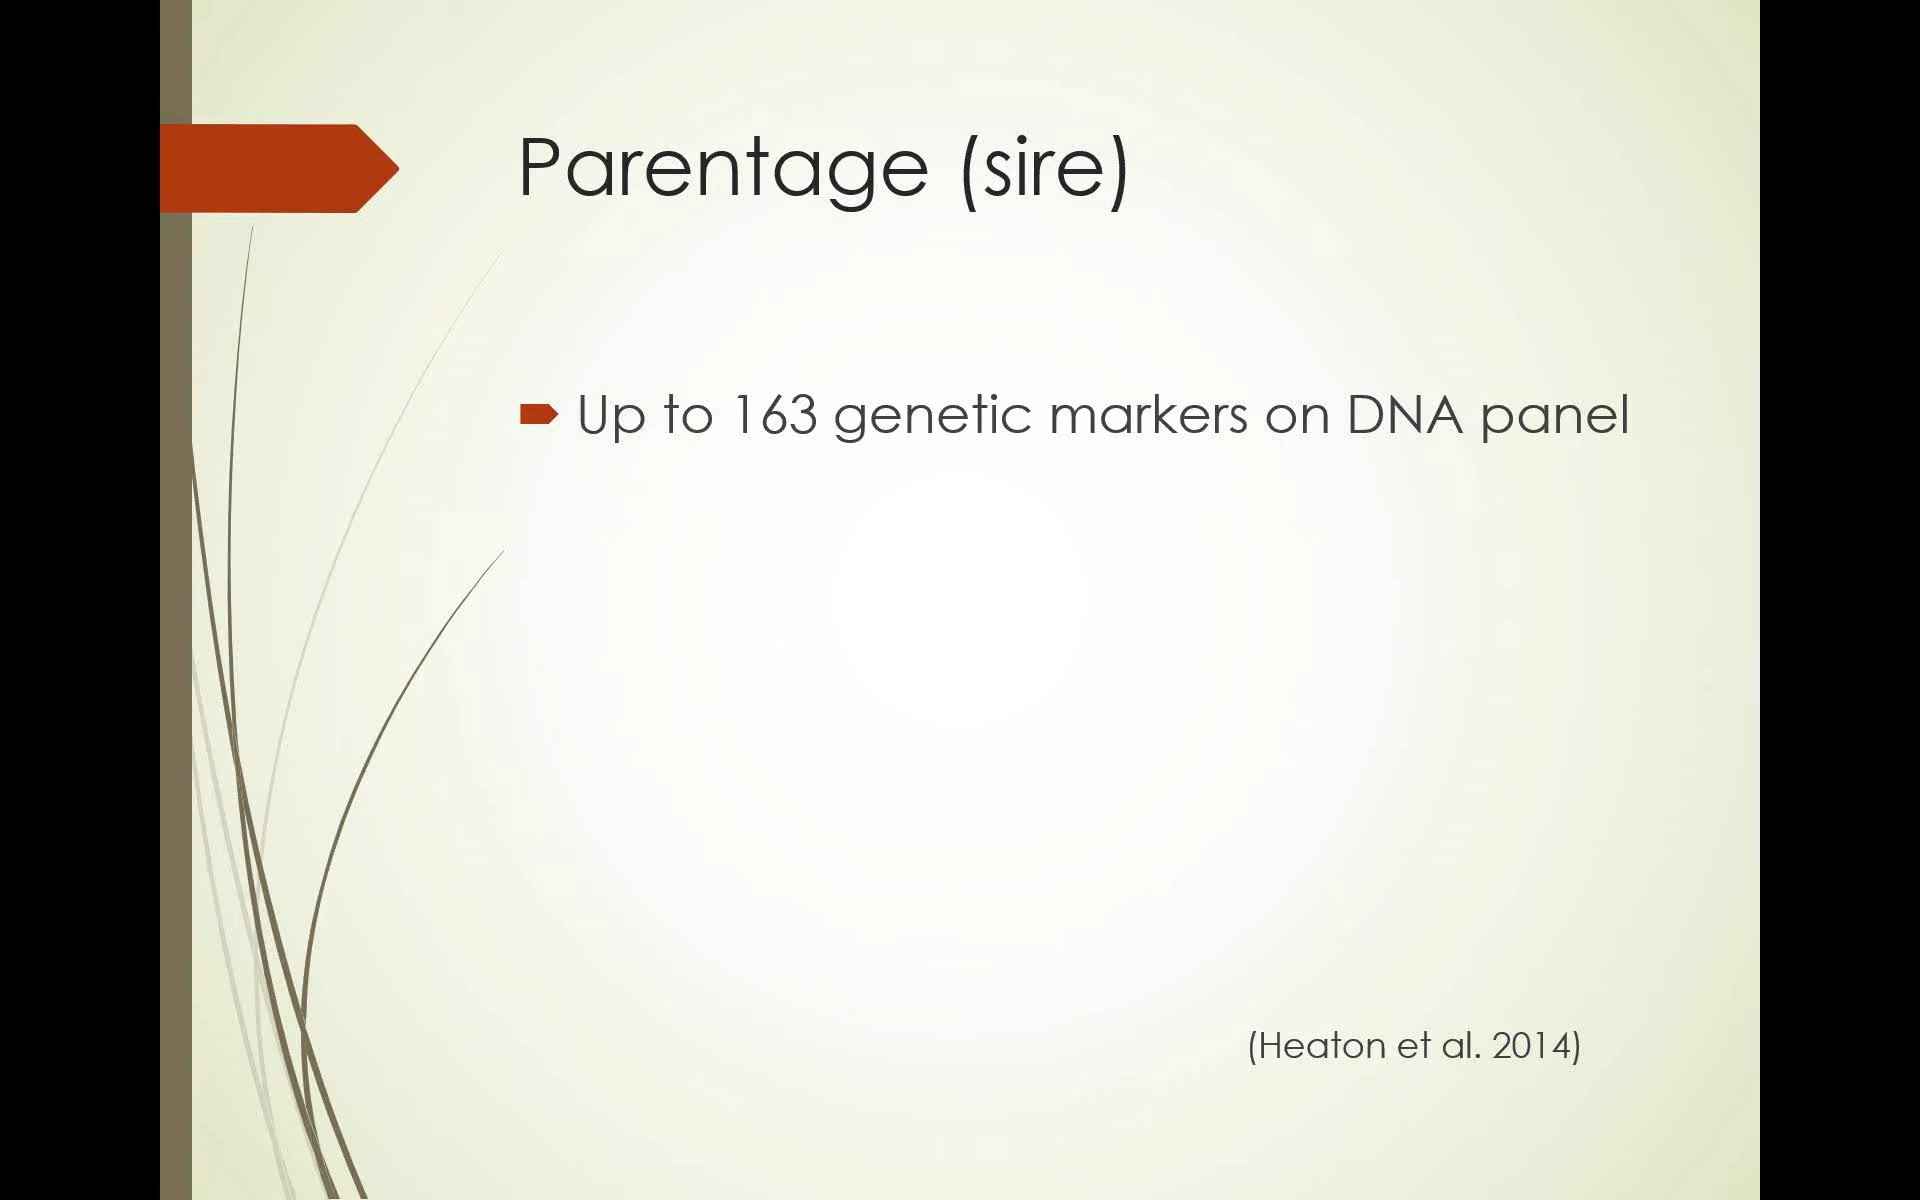 Parentage (sire)
Up to 163 genetic markers on DNA panel
(Heaton et al. 2014)